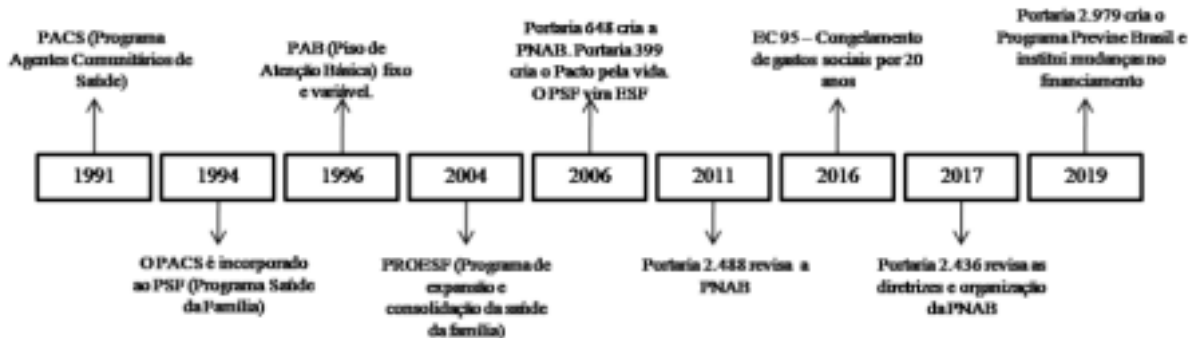 PACS (Programa
Agentes Comunitários de
Saúde)
PAB (Piso de
Atenção Básica) fixo
e variável.
Portaria 648 cria a
PNAB. Portaria 399
cria o Pacto pela vida.
O PSF vira ESF
EC 95 – Congelamento
de gastos sociais por 20
anos
Portaria 2.979 cria o
Programa Previne Brasil e
institui mudanças no
financiamento
1991
1994
1996
2004
2006
2011
2016
2017
2019
O PACS é incorporado
ao PSF (Programa Saúde
da Família)
PROESF (Programa de
expansão e
consolidação da saúde
da família)
Portaria 2.488 revisa a
PNAB
Portaria 2.436 revisa as
diretrizes e organização
da PNAB